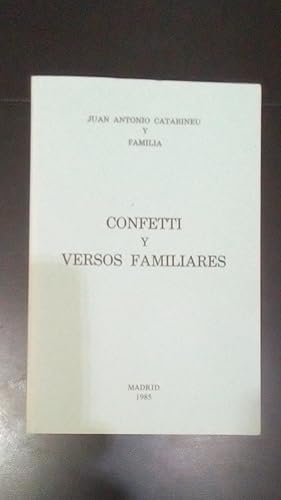 JUAN ANTONIO CATARINEU
Y
FAMILIA
CONFETTI
Y
VERSOS FAMILIARES
MADRID
1985